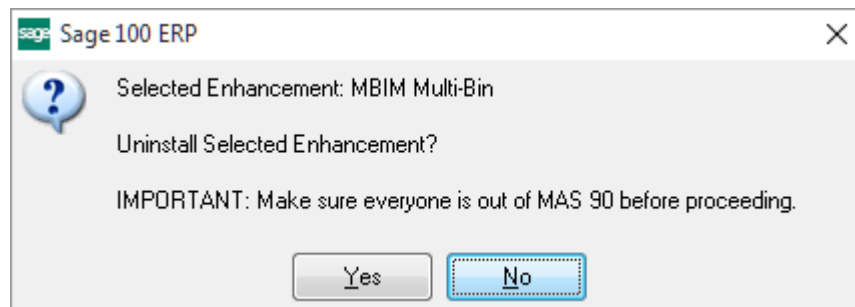 sage Sage 100 ERP
Selected Enhancement: MBIM Multi-Bin
Uninstall Selected Enhancement?
IMPORTANT: Make sure everyone is out of MAS 90 before proceeding.
Yes No